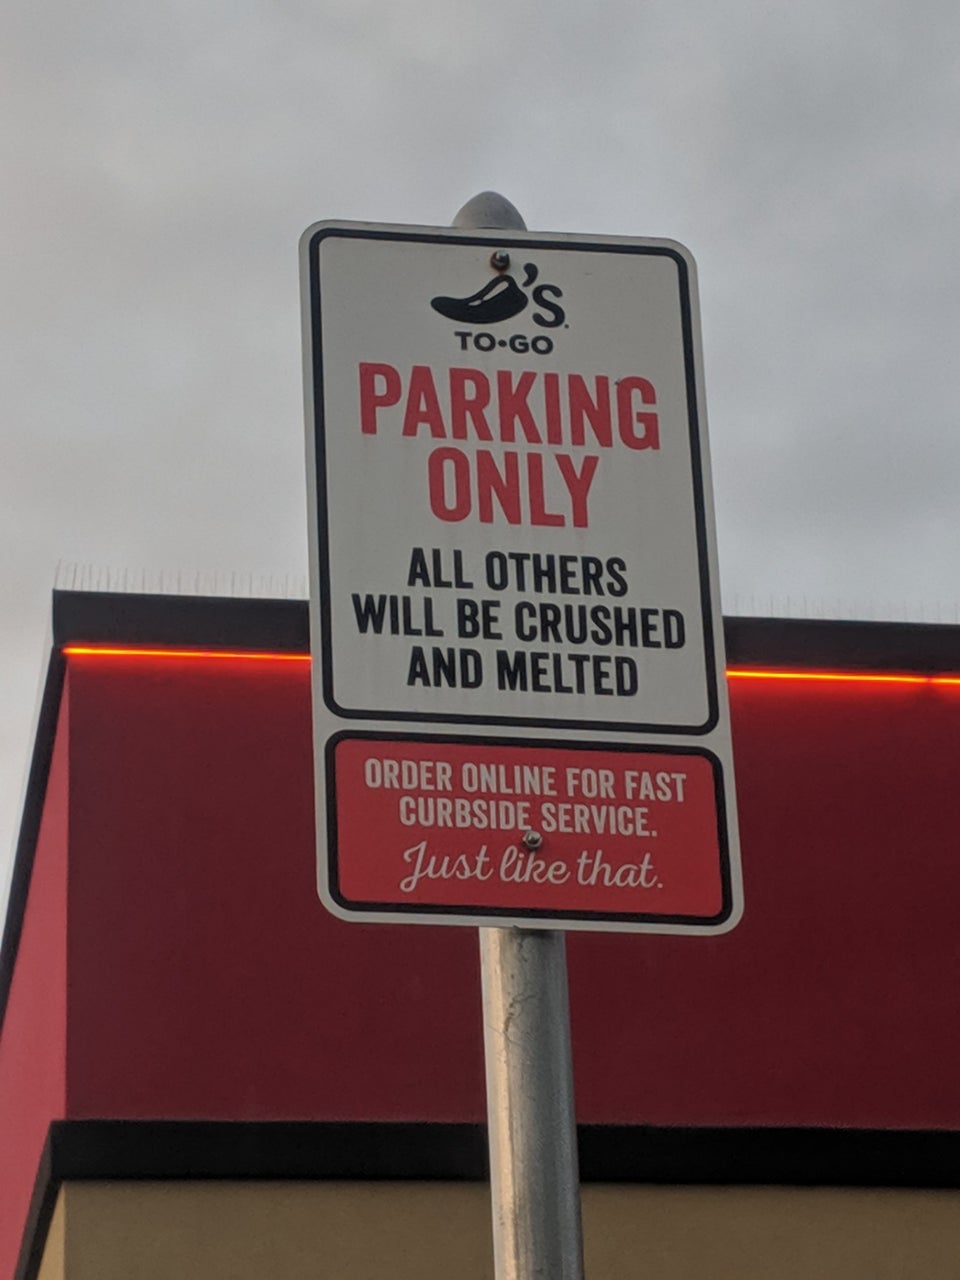 's
TO•GO
PARKING
ONLY
ALL OTHERS
WILL BE CRUSHED
AND MELTED
ORDER ONLINE FOR FAST
CURBSIDE SERVICE.
Just like that.